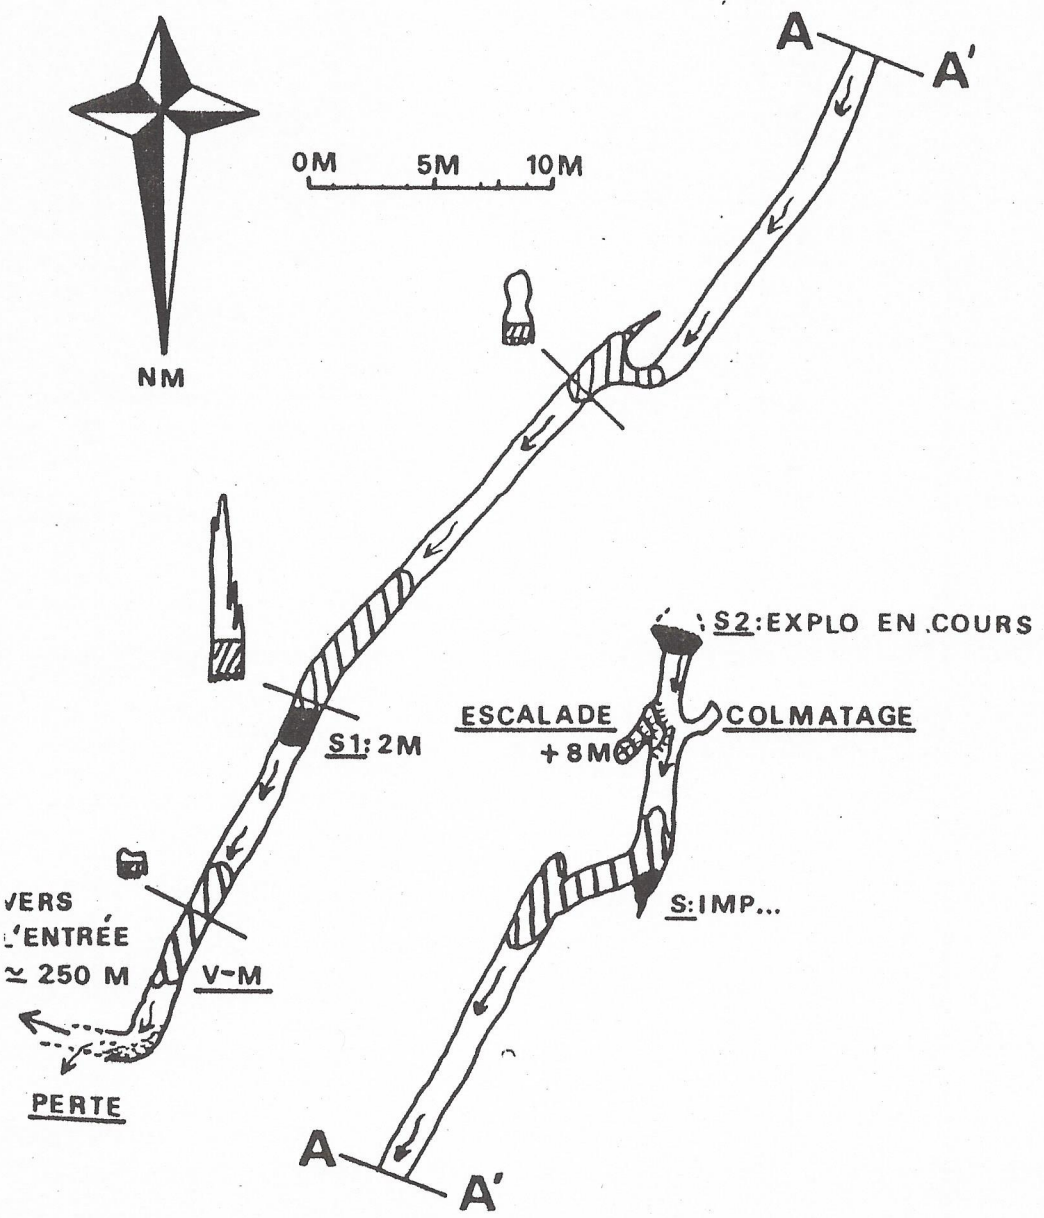 A
A'
0M 5M 10M
NM
S2:EXPLO EN.COURS
ESCALADE
+8M
COLMATAGE
S1:2M
VERS
L'ENTRÉE
≃ 250 M
V-M
S:IMP...
PERTE
A
A'